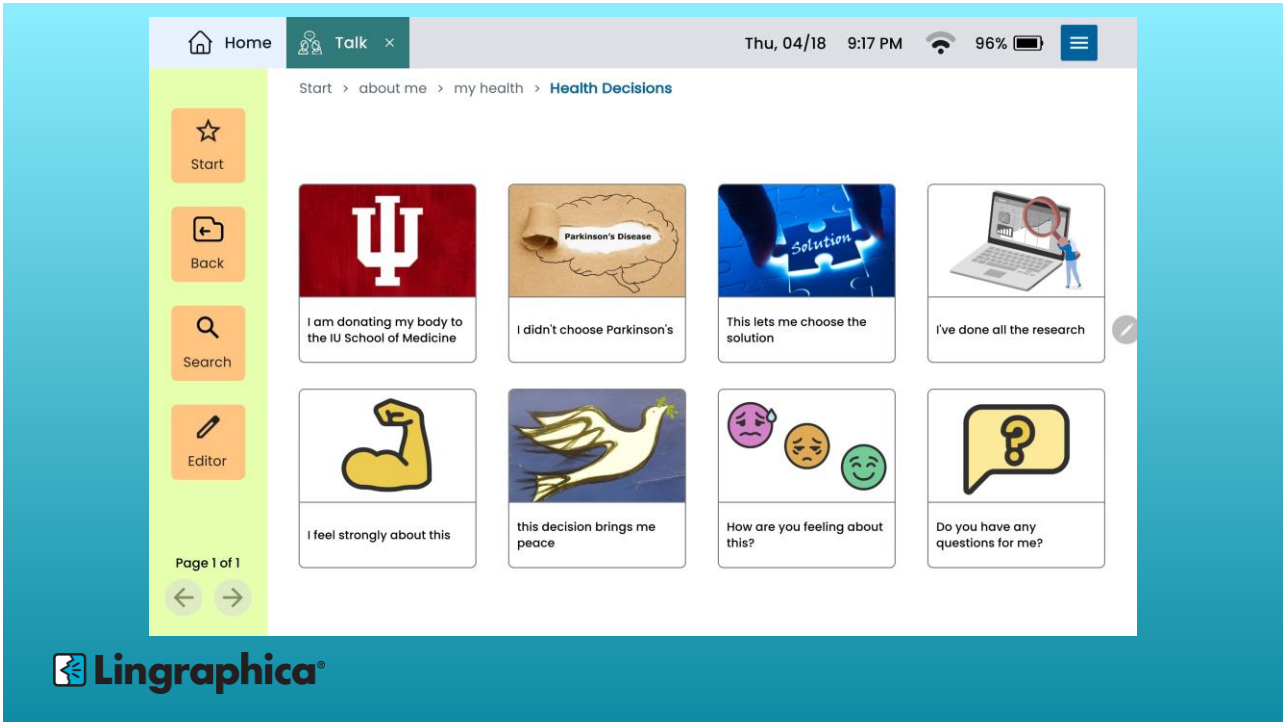 Home
Talk ×
Thu, 04/18 9:17 PM 96%
Start > about me > my health > Health Decisions
Start
Back
Search
Editor
Page 1 of 1
Parkinson's Disease
Solution
I am donating my body to
the IU School of Medicine
I didn't choose Parkinson's
This lets me choose the
solution
I've done all the research
I feel strongly about this
this decision brings me
peace
How are you feeling about
this?
Do you have any
questions for me?
Lingraphica®